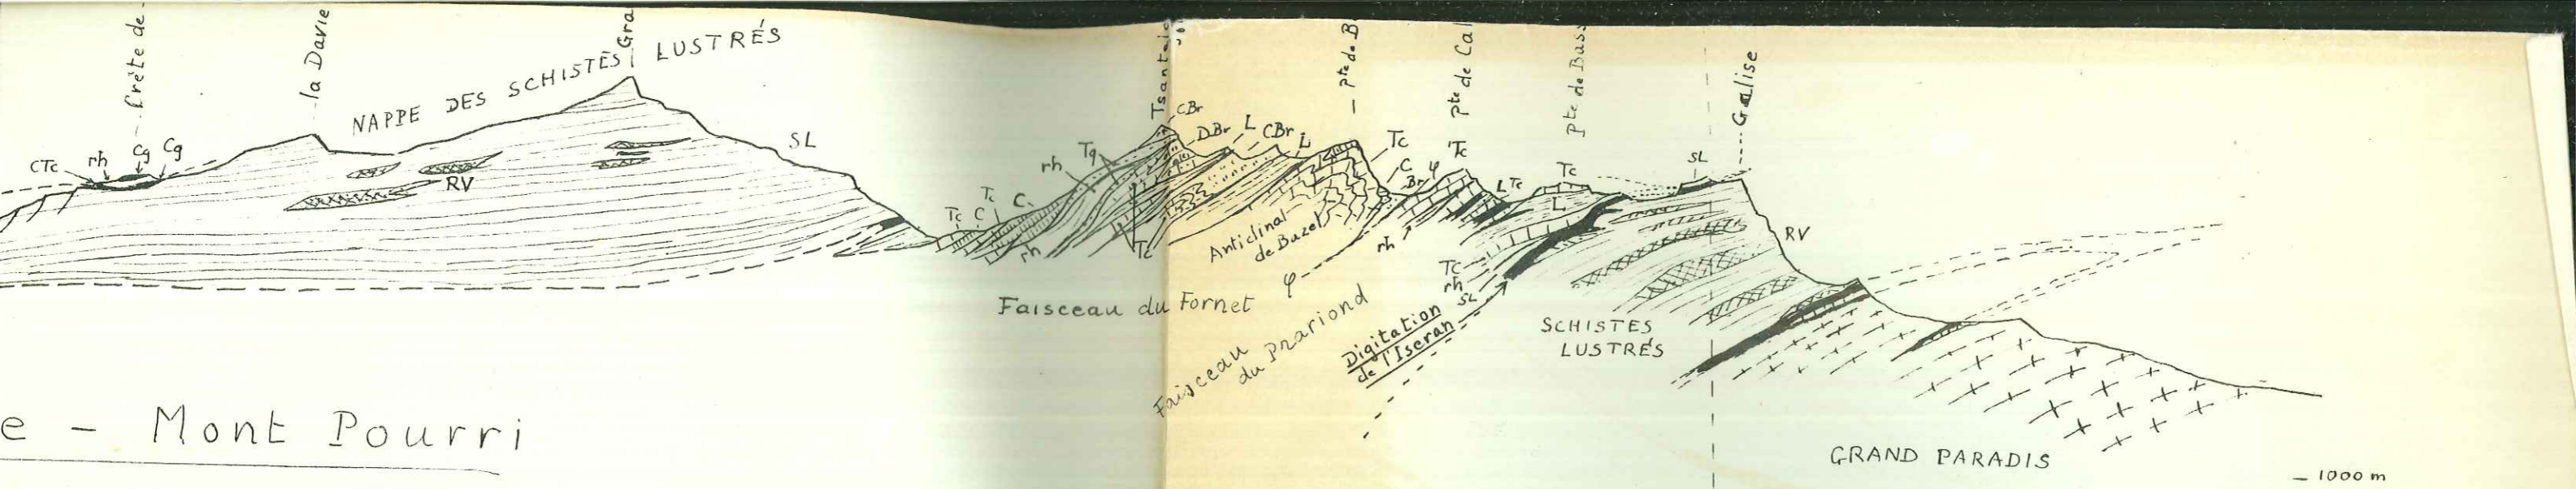 Crête de
la Davie
Gra
Tsantele
pte de B
pte de Cal
pte de Bass
Galise
NAPPE DES SCHISTES LUSTRÉS
SL
CTc
rh
Cg
Cg
RV
Tc
C
Tc
C
rh
rh
Tg
CBr
DBr
L
CBr
L
Tc
Tc
C
Br
φ
Tc
L
Tc
Tc
L
SL
RV
rh
Anticlinal
de Bazel
φ
Tc
rh
SL
Faisceau du Fornet
Faisceau
du Prariond
Digitation
de l'Iseran
SCHISTES
LUSTRÉS
GRAND PARADIS
e - Mont Pourri
- 1000 m